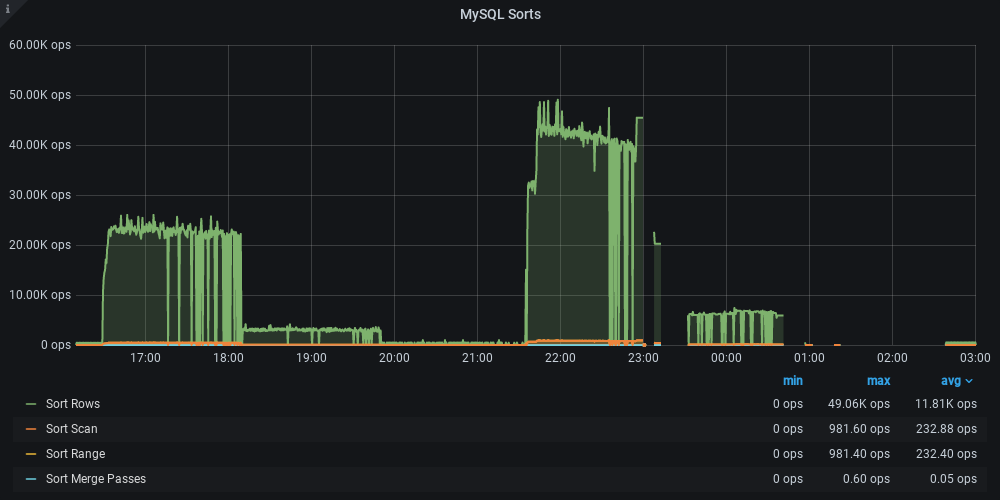 i
MySQL Sorts
60.00K ops
50.00K ops
40.00K ops
30.00K ops
20.00K ops
10.00K ops
0 ops
17:00 18:00 19:00 20:00 21:00 22:00 23:00 00:00 01:00 02:00 03:00
min max avg
Sort Rows 0 ops 49.06K ops 11.81K ops
Sort Scan 0 ops 981.60 ops 232.88 ops
Sort Range 0 ops 981.40 ops 232.40 ops
Sort Merge Passes 0 ops 0.60 ops 0.05 ops